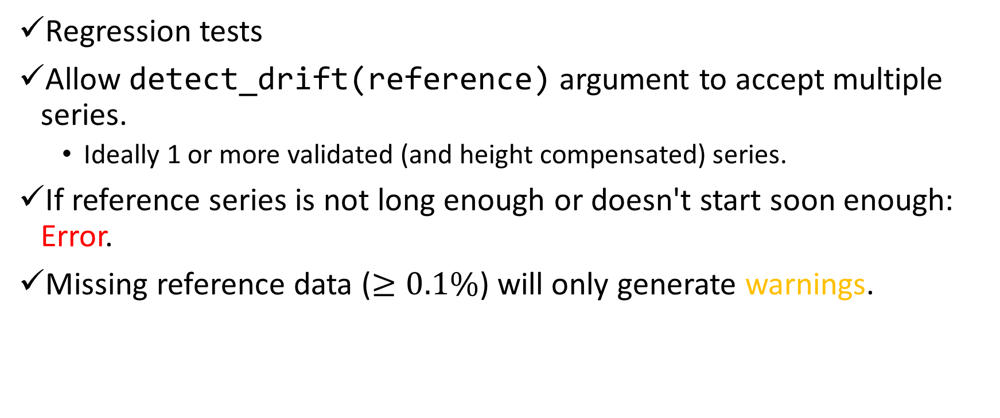 ✓Regression tests
✓Allow detect_drift(reference) argument to accept multiple
series.
• Ideally 1 or more validated (and height compensated) series.
✓If reference series is not long enough or doesn't start soon enough:
Error.
✓Missing reference data (≥ 0.1%) will only generate warnings.